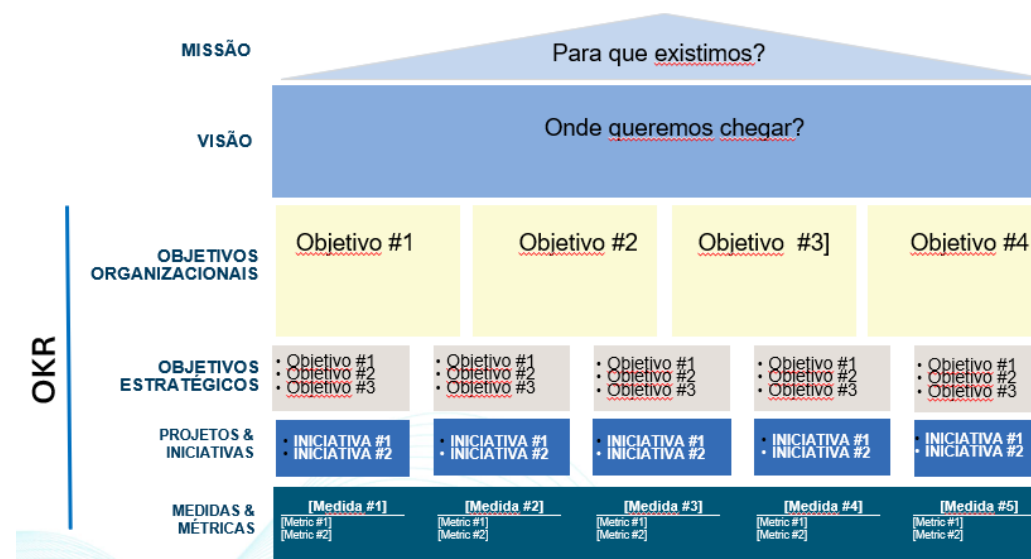 MISSÃO
Para que existimos?
VISÃO
Onde queremos chegar?
OKR
OBJETIVOS
ORGANIZACIONAIS
Objetivo #1
Objetivo #2
Objetivo  #3]
Objetivo #4
OBJETIVOS
ESTRATÉGICOS
• Objetivo #1
• Objetivo #2
• Objetivo #3
• Objetivo #1
• Objetivo #2
• Objetivo #3
• Objetivo #1
• Objetivo #2
• Objetivo #3
• Objetivo #1
• Objetivo #2
• Objetivo #3
• Objetivo #1
• Objetivo #2
• Objetivo #3
PROJETOS &
INICIATIVAS
• INICIATIVA #1
• INICIATIVA #2
• INICIATIVA #1
• INICIATIVA #2
• INICIATIVA #1
• INICIATIVA #2
• INICIATIVA #1
• INICIATIVA #2
• INICIATIVA #1
• INICIATIVA #2
MEDIDAS &
MÉTRICAS
[Medida #1]
[Metric #1]
[Metric #2]
[Medida #2]
[Metric #1]
[Metric #2]
[Medida #3]
[Metric #1]
[Metric #2]
[Medida #4]
[Metric #1]
[Metric #2]
[Medida #5]
[Metric #1]
[Metric #2]